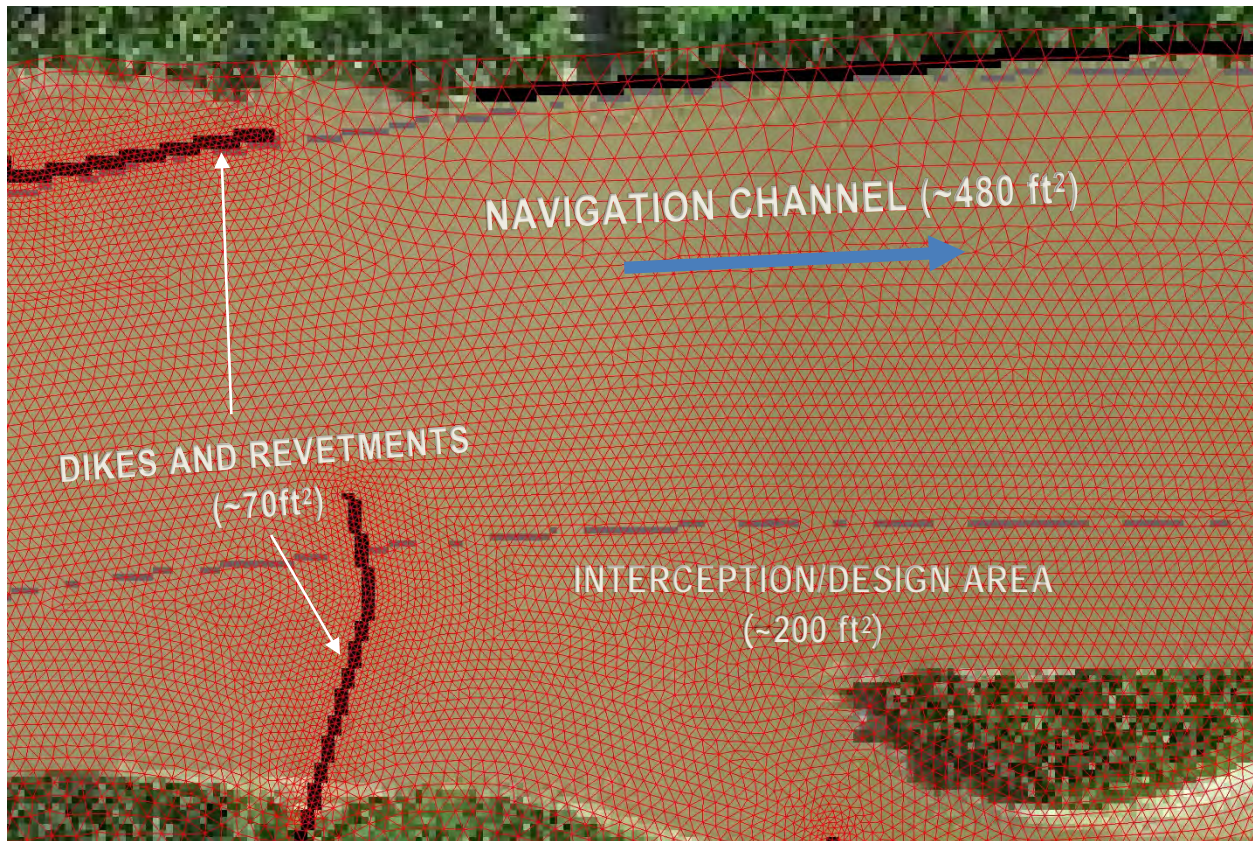 NAVIGATION CHANNEL (~480 ft²)
DIKES AND REVETMENTS
(~70ft²)
INTERCEPTION/DESIGN AREA
(~200 ft²)